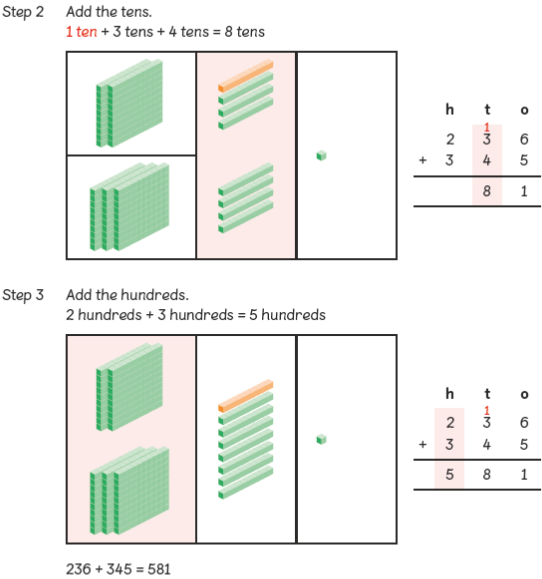 Step 2 Add the tens.
1 ten + 3 tens + 4 tens = 8 tens
h t o
1
2 3 6
+ 3 4 5
8 1
Step 3 Add the hundreds.
2 hundreds + 3 hundreds = 5 hundreds
h t o
1
2 3 6
+ 3 4 5
5 8 1
236 + 345 = 581